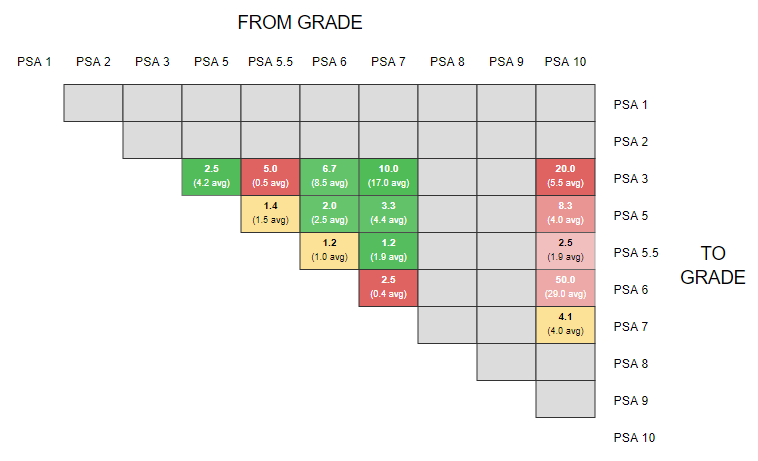 FROM GRADE
PSA 1 PSA 2 PSA 3 PSA 5 PSA 5.5 PSA 6 PSA 7 PSA 8 PSA 9 PSA 10
PSA 1
PSA 2
2.5 5.0 6.7 10.0 20.0
(4.2 avg) (0.5 avg) (8.5 avg) (17.0 avg) (5.5 avg)
PSA 3
1.4 2.0 3.3 8.3
(1.5 avg) (2.5 avg) (4.4 avg) (4.0 avg)
PSA 5
1.2 1.2 2.5
(1.0 avg) (1.9 avg) (1.9 avg)
PSA 5.5
TO
GRADE
2.5 50.0
(0.4 avg) (29.0 avg)
PSA 6
4.1
(4.0 avg)
PSA 7
PSA 8
PSA 9
PSA 10